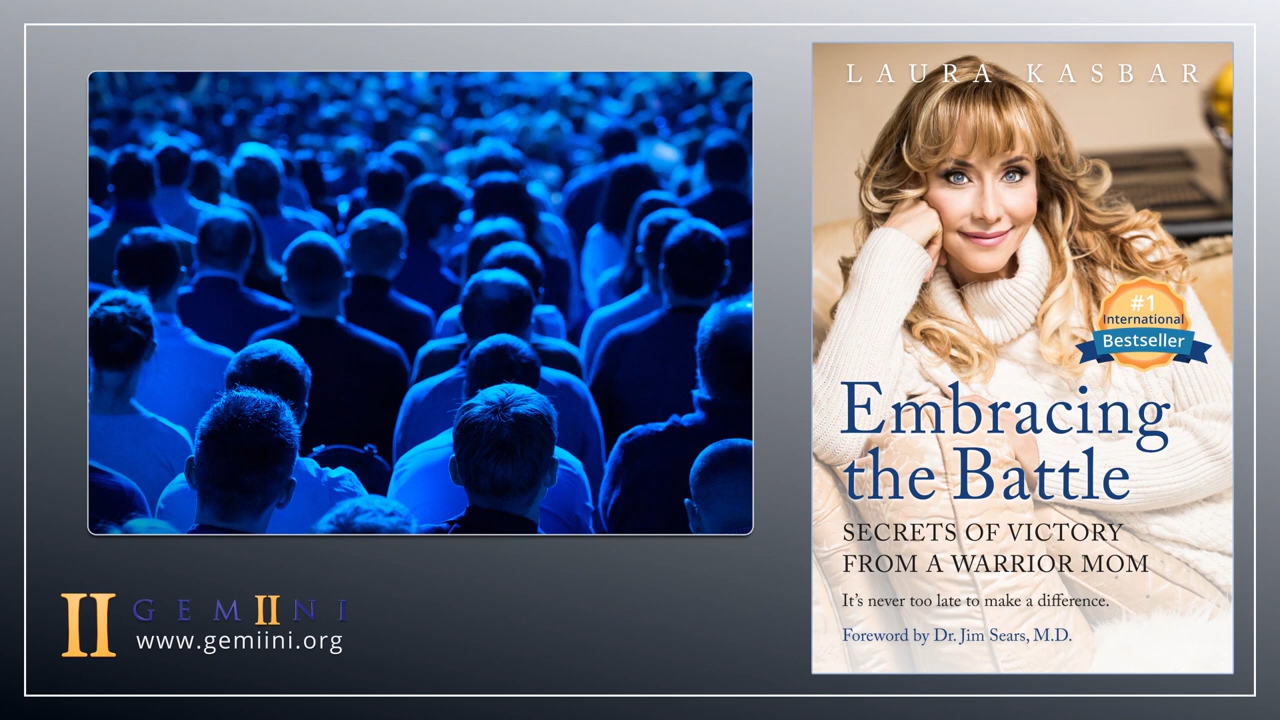 LAURA KASBAR
#1
International
Bestseller
Embracing
the Battle
SECRETS OF VICTORY
FROM A WARRIOR MOM
It's never too late to make a difference.
Foreword by Dr. Jim Sears, M.D.
II GEMIINI
www.gemiini.org